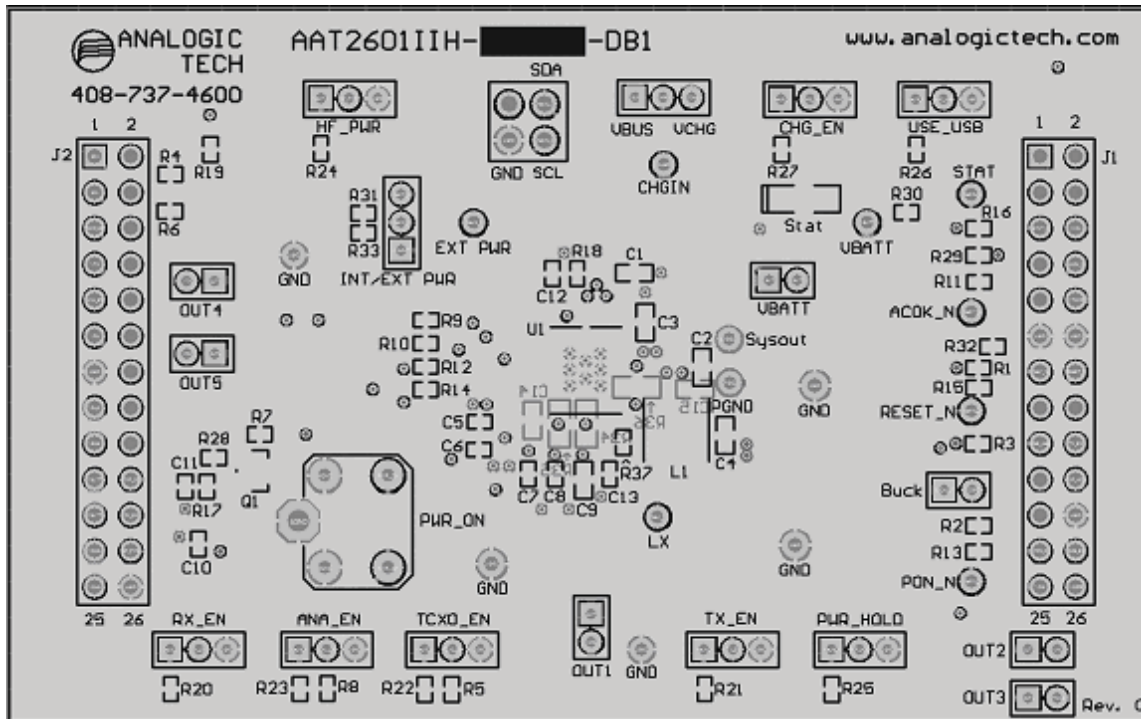 ANALOGIC
TECH
408-737-4600
AAT2601IIH-
-DB1
www.analogictech.com
SDA
HF_PWR
GND SCL
VBUS VCHG
CHG_EN
USE_USB
1 2
J2
R4
R19
R6
R24
R31
R33
INT/EXT PWR
EXT PWR
GND
CHGIN
R27
Stat
R26
R30
VBATT
STAT
1 2
J1
R16
R29
R11
ACOK_N
R32
R1
R15
RESET_N
R3
OUT4
OUT5
R9
R10
R12
R14
C12
R18
C1
U1
C3
C2
VBATT
Sysout
PGND
GND
C14
R36
C15
R34
R35
R7
R28
C11
R17
Q1
C10
C5
C6
C7
C8
C9
C13
R37
L1
C4
LX
PWR_ON
GND
GND
Buck
R2
R13
PON_N
25 26
25 26
RX_EN
ANA_EN
TCXO_EN
OUT1
GND
TX_EN
PWR_HOLD
OUT2
R20
R23
R8
R22
R5
R21
R25
OUT3
Rev.